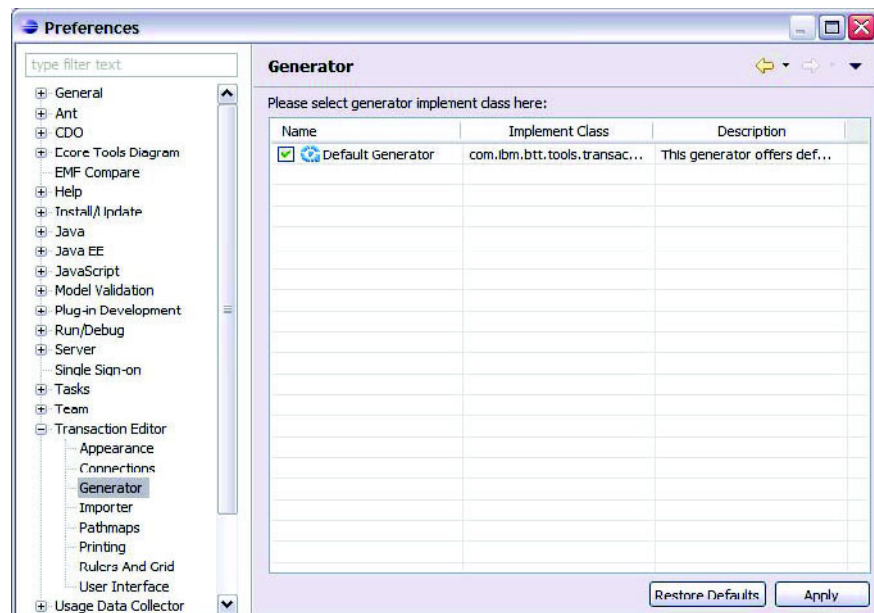 Preferences
type filter text
General
Ant
CDO
Ecore Tools Diagram
EMF Compare
Help
Install/Update
Java
Java EE
JavaScript
Model Validation
Plug-in Development
Run/Debug
Server
Single Sign-on
Tasks
Team
Transaction Editor
Appearance
Connections
Generator
Importer
Pathmaps
Printing
Rulers And Grid
User Interface
Usage Data Collector
Generator
Please select generator implement class here:
Name Implement Class Description
Default Generator com.ibm.btt.tools.transac... This generator offers def...
Restore Defaults Apply